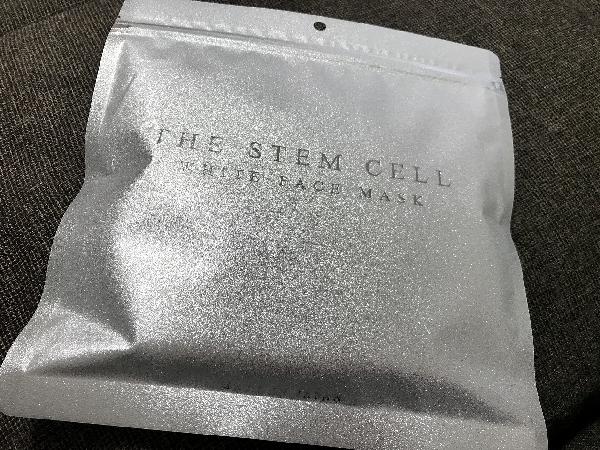 THE STEM CELL
WHITE FACE MASK